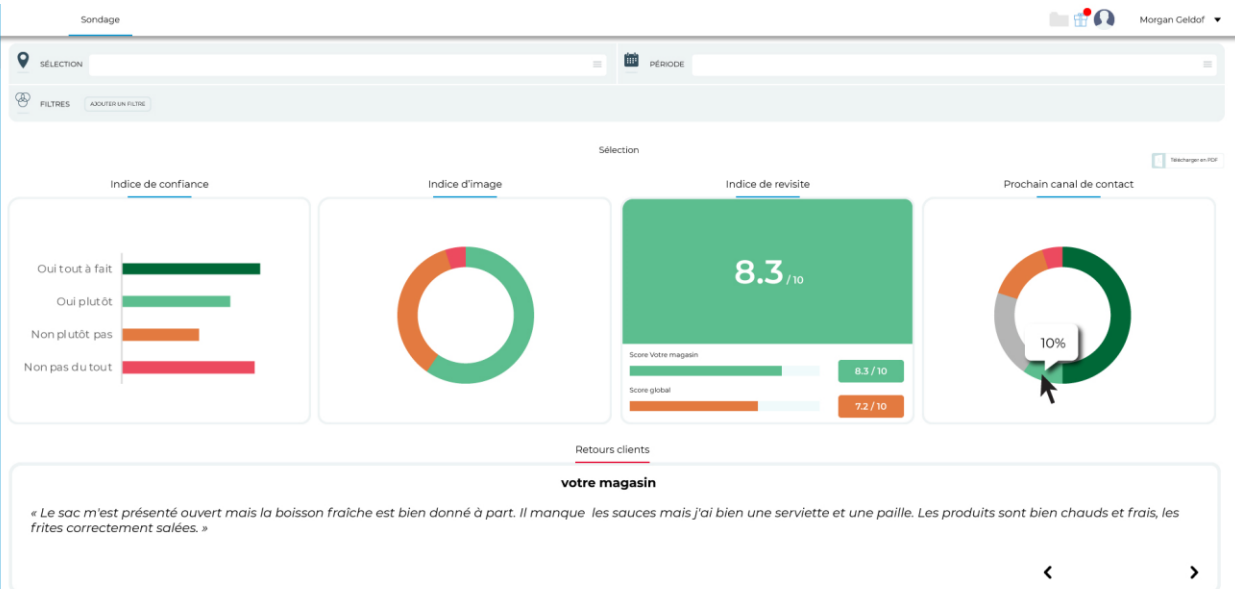 Sondage
Morgan Geldof
SÉLECTION
PÉRIODE
FILTRES
AJOUTER UN FILTRE
Sélection
Télécharger en PDF
Indice de confiance
Indice d'image
Indice de revisite
Prochain canal de contact
Oui tout à fait
Oui plutôt
Non plutôt pas
Non pas du tout
8.3 / 10
Score Votre magasin
8.3 / 10
Score global
7.2 / 10
10%
Retours clients
votre magasin
« Le sac m'est présenté ouvert mais la boisson fraîche est bien donné à part. Il manque les sauces mais j'ai bien une serviette et une paille. Les produits sont bien chauds et frais, les
frites correctement salées. »